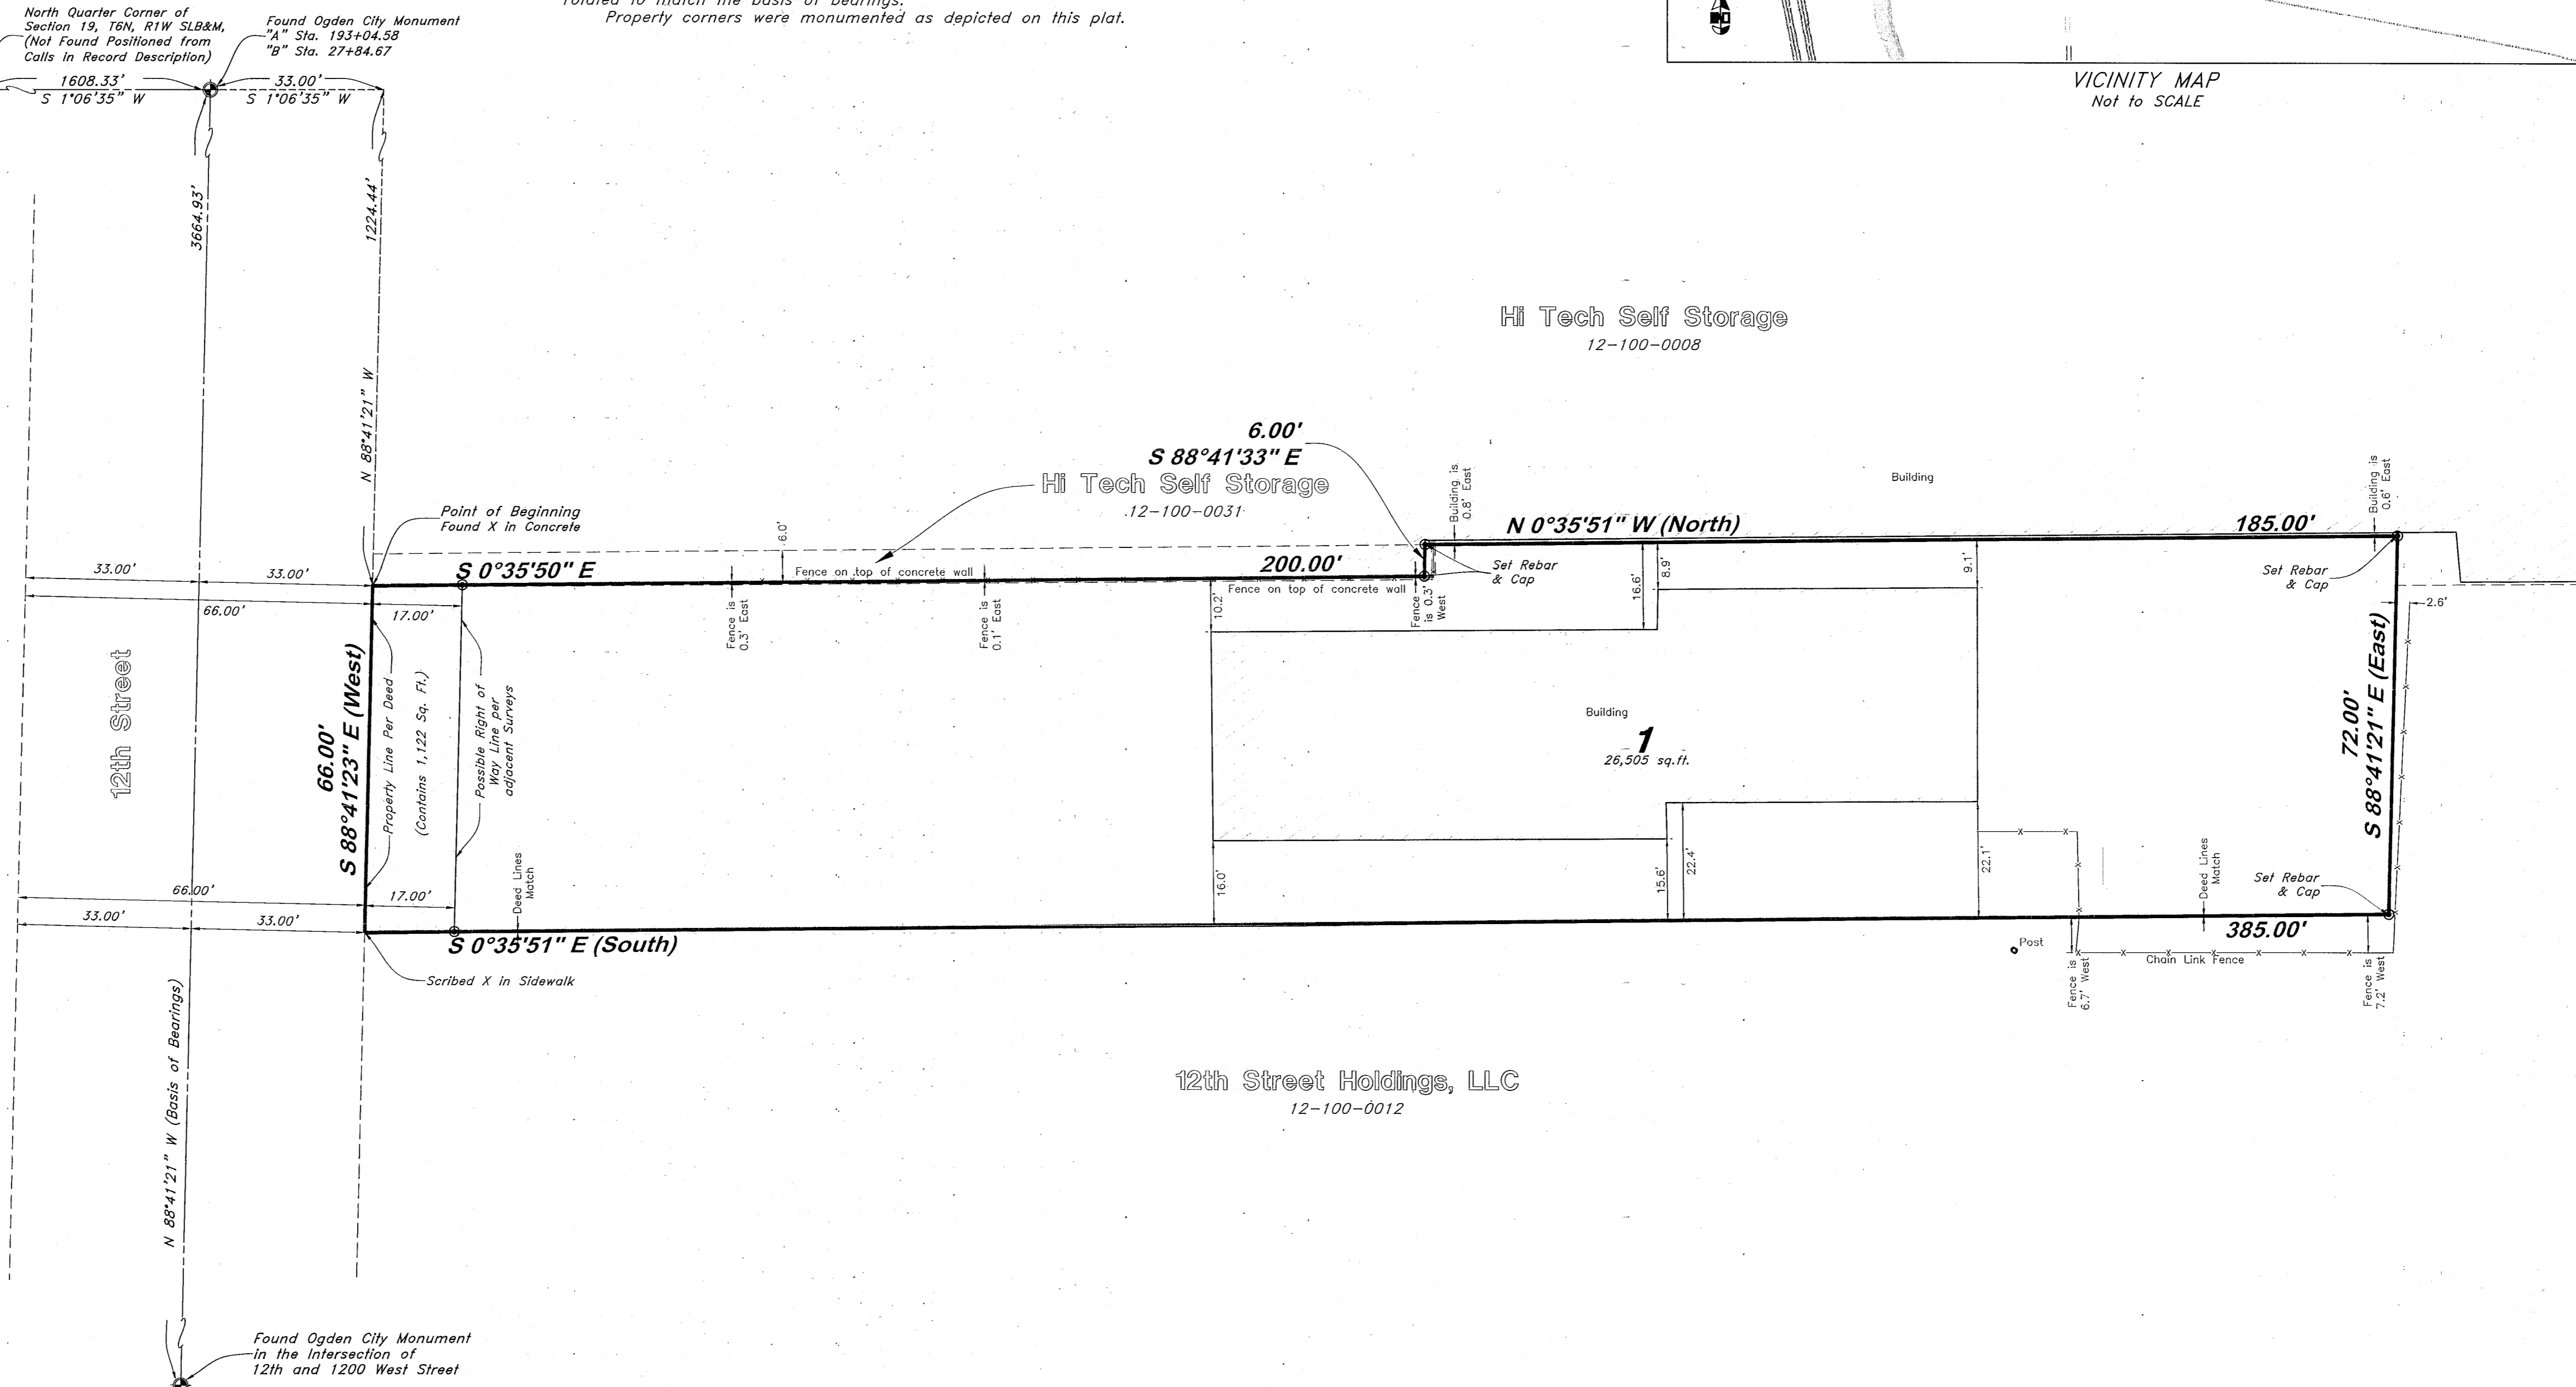 North Quarter Corner of
Section 19, T6N, R1W SLB&M,
(Not Found Positioned from
Calls in Record Description)
Found Ogden City Monument
"A" Sta. 193+04.58
"B" Sta. 27+84.67
rotated to match the basis of bearings.
Property corners were monumented as depicted on this plat.
VICINITY MAP
Not to SCALE
1608.33'
S 1°06'35" W
33.00'
S 1°06'35" W
3664.93'
1224.44'
N 88°41'21" W
Hi Tech Self Storage
12-100-0008
6.00'
S 88°41'33" E
Hi Tech Self Storage
12-100-0031
Point of Beginning
Found X in Concrete
Building is
0.8' East
Building
Building is
0.6' East
N 0°35'51" W (North)
185.00'
6.0'
33.00'
33.00'
S 0°35'50" E
Fence on top of concrete wall
200.00'
Set Rebar
& Cap
Set Rebar
& Cap
66.00'
17.00'
Fence is
0.3' East
Fence is
0.1' East
Fence on top of concrete wall
10.2'
Fence
is 0.3'
West
16.6'
8.9'
9.1'
2.6'
12th Street
66.00'
S 88°41'23" E (West)
Property Line Per Deed
(Contains 1,122 Sq. Ft.)
Possible Right of
Way Line per
adjacent Surveys
Building
1
26,505 sq.ft.
72.00'
S 88°41'21" E (East)
66.00'
17.00'
33.00'
33.00'
Deed Lines
Match
16.0'
15.6'
22.4'
22.1'
Deed Lines
Match
Set Rebar
& Cap
S 0°35'51" E (South)
385.00'
Scribed X in Sidewalk
Post
Chain Link Fence
Fence is
6.7' West
Fence is
7.2' West
N 88°41'21" W (Basis of Bearings)
12th Street Holdings, LLC
12-100-0012
Found Ogden City Monument
in the Intersection of
12th and 1200 West Street